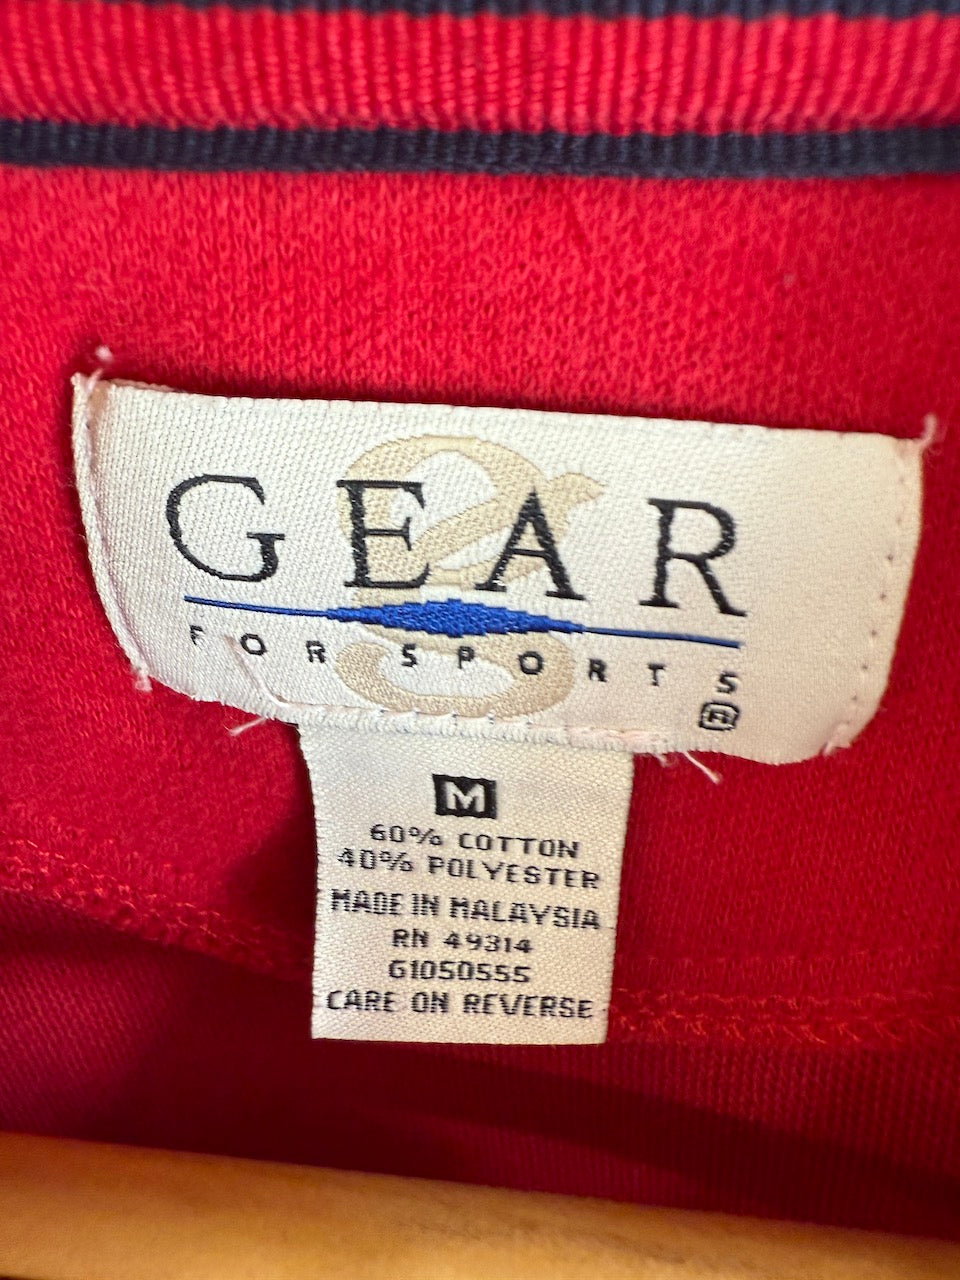 GEAR
FOR SPORTS
®
M
60% COTTON
40% POLYESTER
MADE IN MALAYSIA
RN 49314
G1050555
CARE ON REVERSE